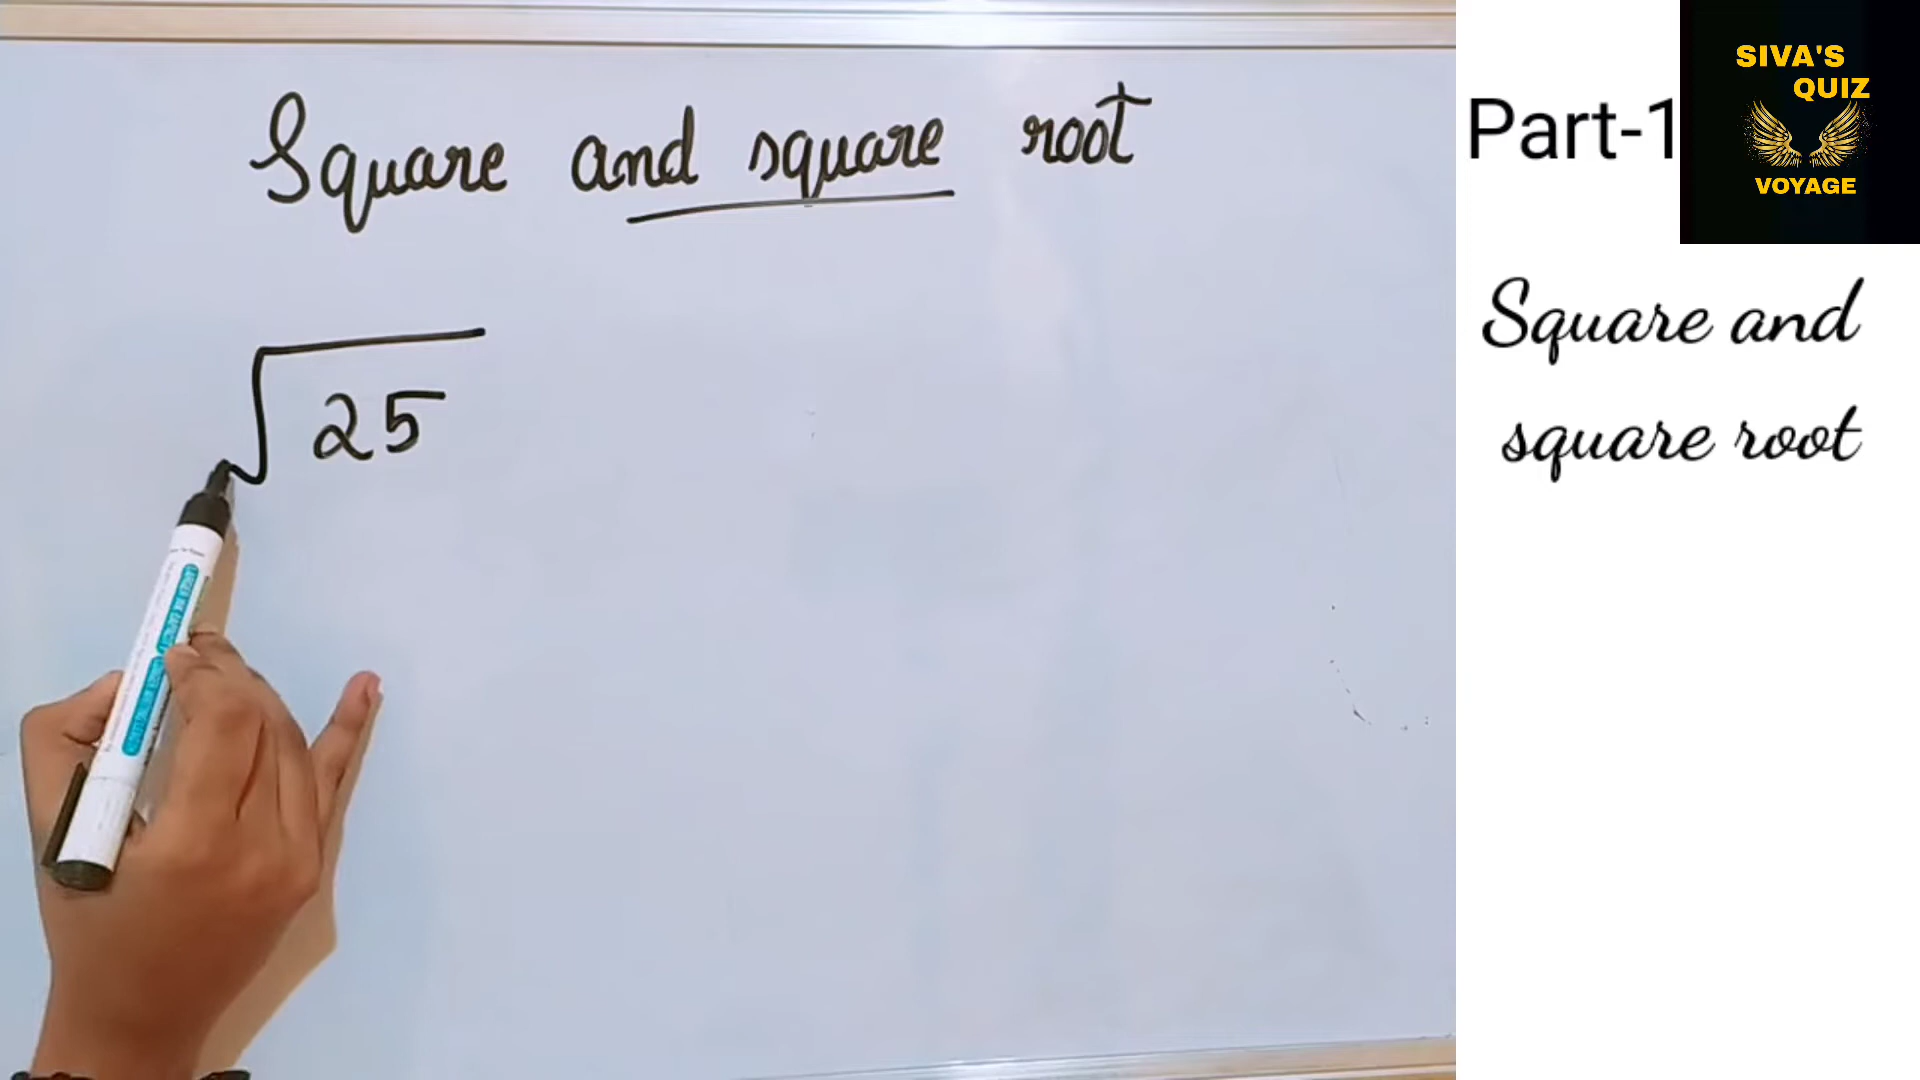 Square and square root
√25
Part-1
SIVA'S
QUIZ
VOYAGE
Square and
square root